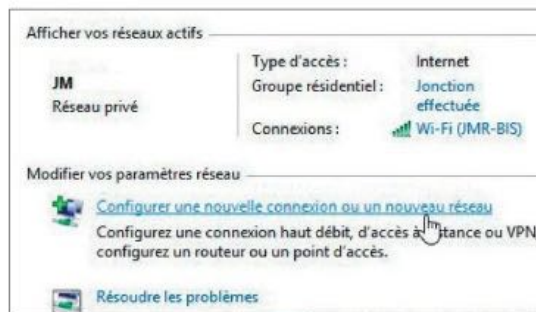 Afficher vos réseaux actifs
JM
Réseau privé
Type d'accès : Internet
Groupe résidentiel : Jonction
effectuée
Connexions : Wi-Fi (JMR-BIS)
Modifier vos paramètres réseau
Configurer une nouvelle connexion ou un nouveau réseau
Configurez une connexion haut débit, d'accès à stance ou VPN
configurez un routeur ou un point d'accès.
Résoudre les problèmes